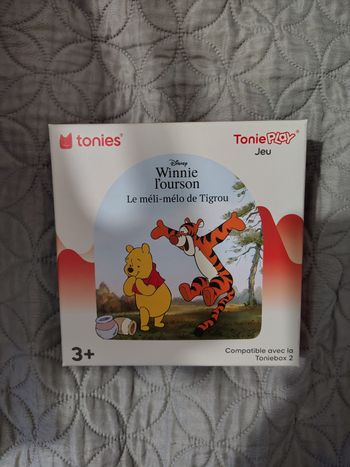 tonies®
ToniePLAY®
Jeu
Disney
Winnie
l'ourson
Le méli-mélo de Tigrou
3+
Compatible avec la
Toniebox 2